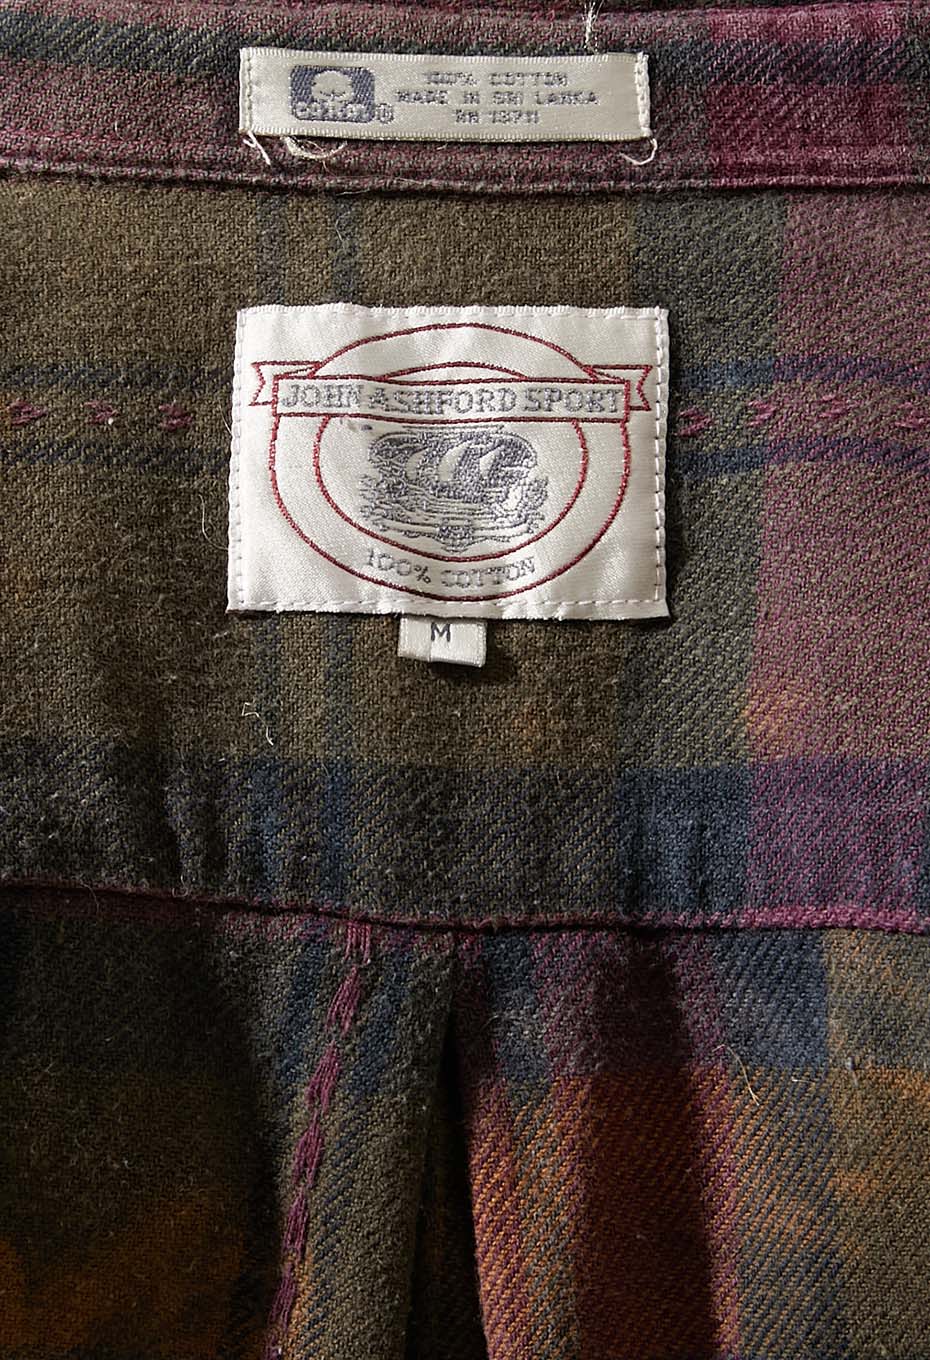 100% COTTON
MADE IN SRI LANKA
RN 13711
JOHN ASHFORD SPORT
100% COTTON
M